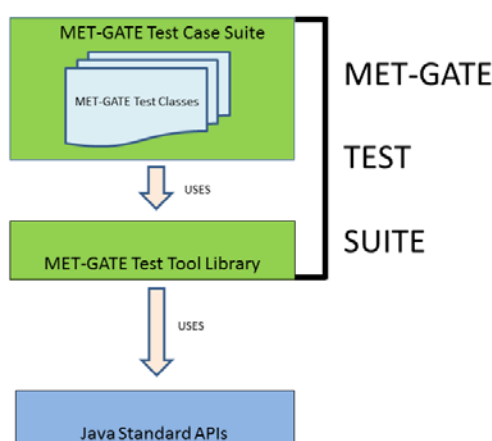 MET-GATE Test Case Suite
MET-GATE Test Classes
MET-GATE
TEST
SUITE
USES
MET-GATE Test Tool Library
USES
Java Standard APIs